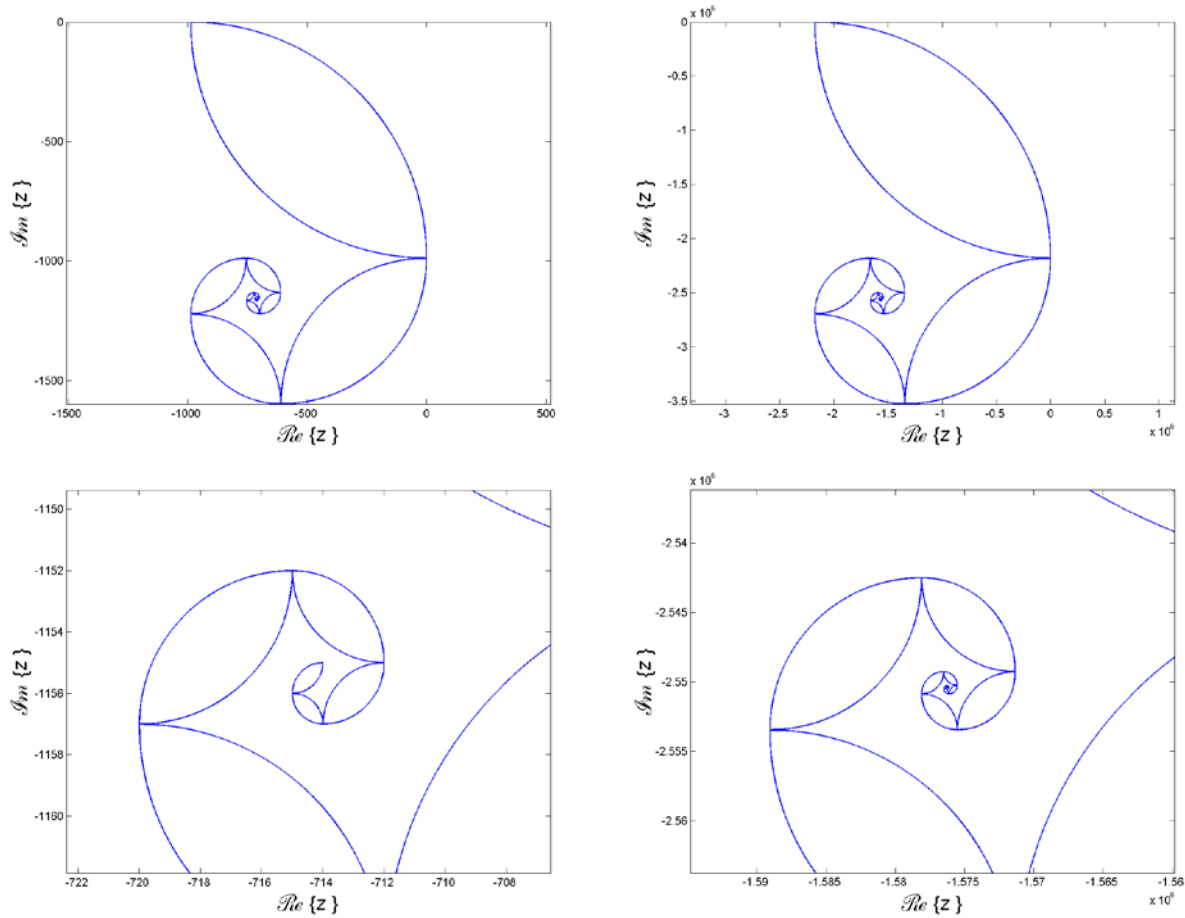 0
-500
-1000
-1500
-1500 -1000 -500 0 500
ℐm {z}
ℛe {z}
x 10⁶
0
-0.5
-1
-1.5
-2
-2.5
-3
-3.5
-3 -2.5 -2 -1.5 -1 -0.5 0 0.5 1
x 10⁶
ℐm {z}
ℛe {z}
-1150
-1152
-1154
-1156
-1158
-1160
-722 -720 -718 -716 -714 -712 -710 -708
ℐm {z}
ℛe {z}
x 10⁶
-2.54
-2.545
-2.55
-2.555
-2.56
-1.59 -1.585 -1.58 -1.575 -1.57 -1.565 -1.56
x 10⁶
ℐm {z}
ℛe {z}